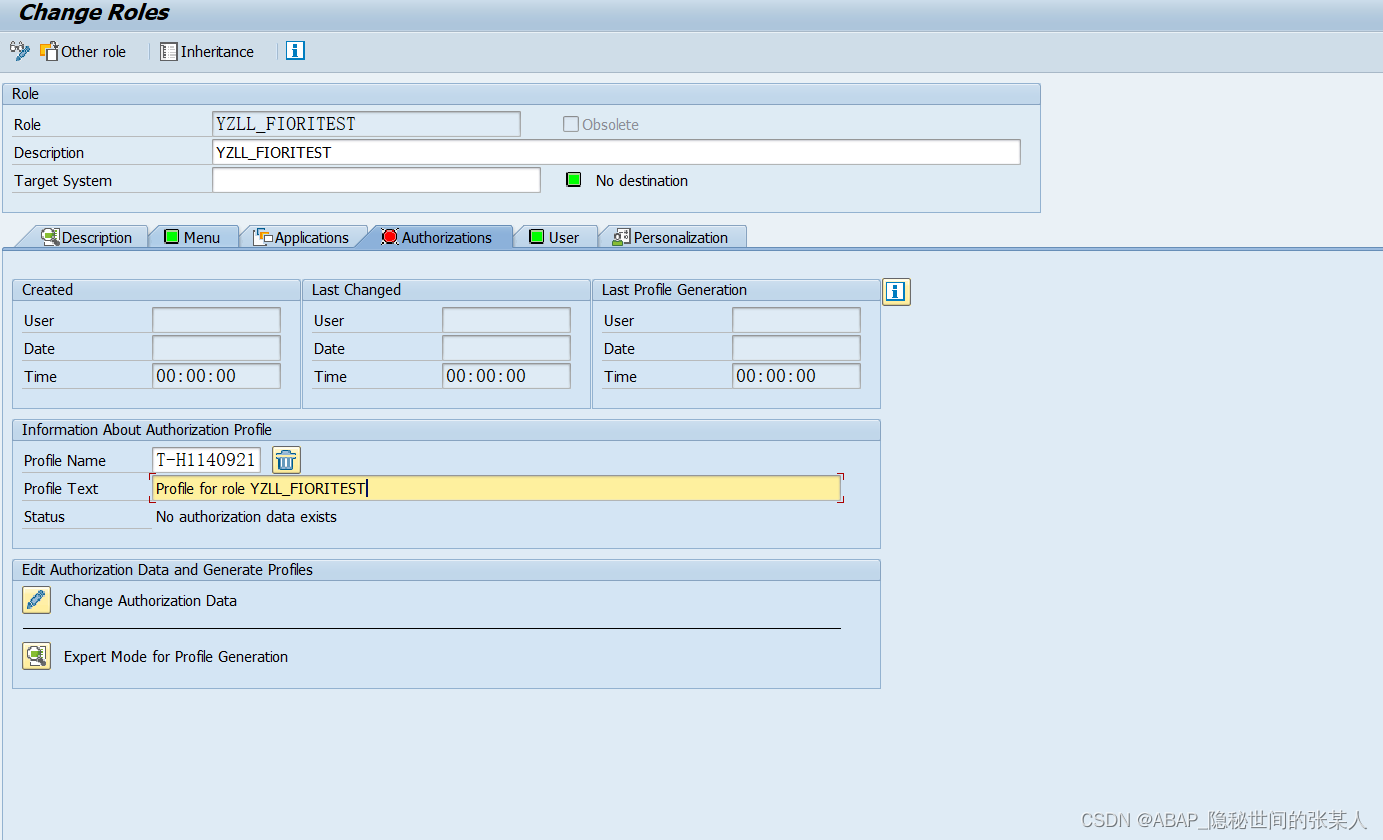 Change Roles
Other role Inheritance
Role
Role YZLL_FIORITEST Obsolete
Description YZLL_FIORITEST
Target System No destination
Description Menu Applications Authorizations User Personalization
Created Last Changed Last Profile Generation
User User User
Date Date Date
Time 00:00:00 Time 00:00:00 Time 00:00:00
Information About Authorization Profile
Profile Name T-H1140921
Profile Text Profile for role YZLL_FIORITEST
Status No authorization data exists
Edit Authorization Data and Generate Profiles
Change Authorization Data
Expert Mode for Profile Generation
CSDN @ABAP_隐秘世间的张某人